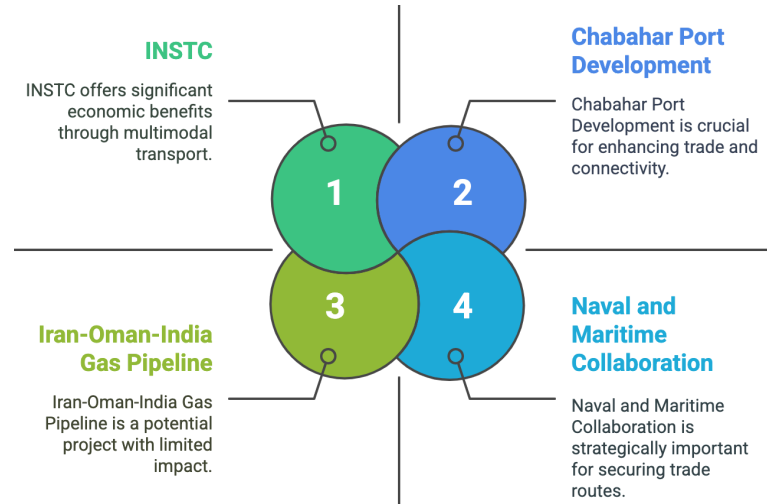 INSTC
INSTC offers significant
economic benefits
through multimodal
transport.
Chabahar Port
Development
Chabahar Port
Development is crucial
for enhancing trade and
connectivity.
1
2
3
4
Iran-Oman-India
Gas Pipeline
Iran-Oman-India Gas
Pipeline is a potential
project with limited
impact.
Naval and
Maritime
Collaboration
Naval and Maritime
Collaboration is
strategically important
for securing trade
routes.